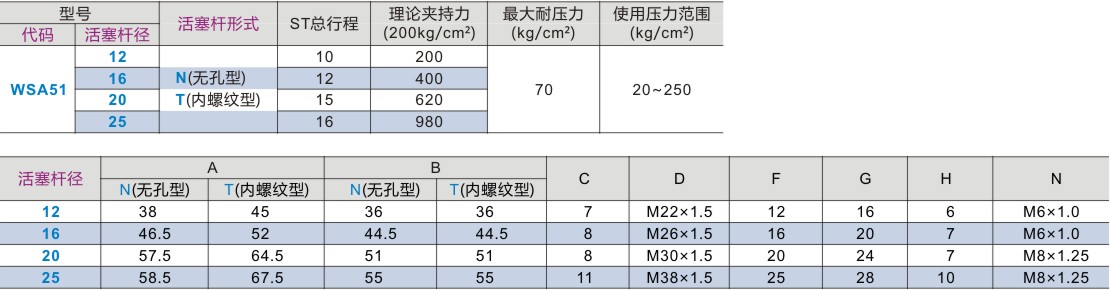 型号 活塞杆形式 ST总行程 理论夹持力 (200kg/cm²) 最大耐压力 (kg/cm²) 使用压力范围 (kg/cm²)
代码 活塞杆径
WSA51 N(无孔型) T(内螺纹型) 70 20~250
12 10 200
16 12 400
20 15 620
25 16 980
活塞杆径 A B C D F G H N
N(无孔型) T(内螺纹型) N(无孔型) T(内螺纹型)
12 38 45 36 36 7 M22×1.5 12 16 6 M6×1.0
16 46.5 52 44.5 44.5 8 M26×1.5 16 20 7 M6×1.0
20 57.5 64.5 51 51 8 M30×1.5 20 24 7 M8×1.25
25 58.5 67.5 55 55 11 M38×1.5 25 28 10 M8×1.25